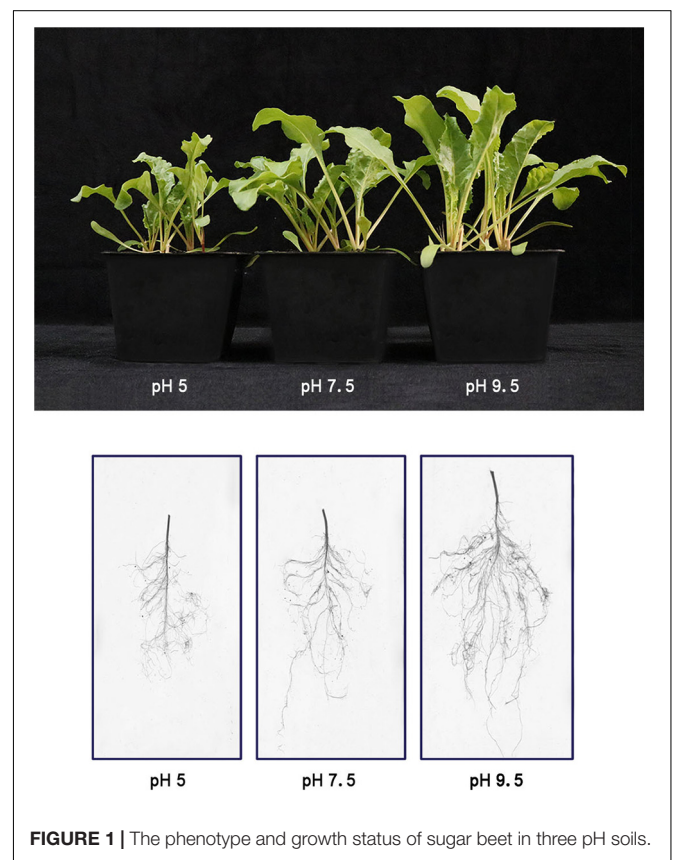 pH 5 pH 7.5 pH 9.5
pH 5 pH 7.5 pH 9.5
FIGURE 1 | The phenotype and growth status of sugar beet in three pH soils.